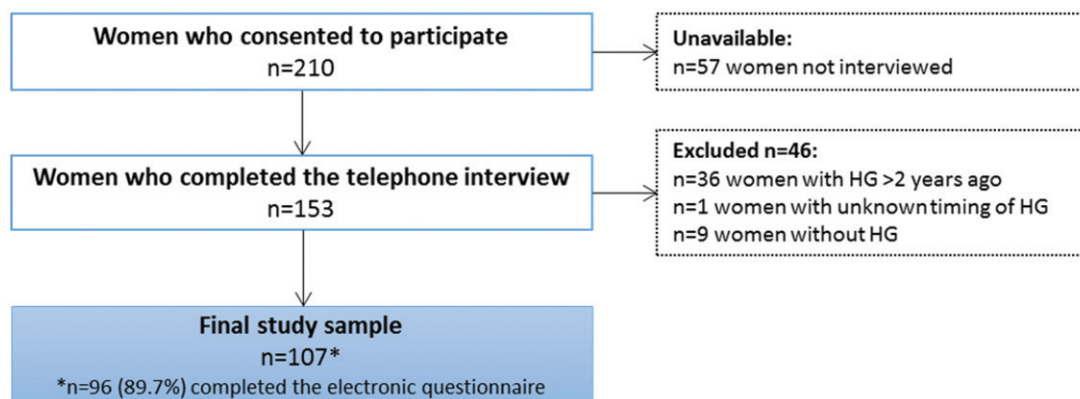 Women who consented to participate
n=210
Unavailable:
n=57 women not interviewed
Women who completed the telephone interview
n=153
Excluded n=46:
n=36 women with HG >2 years ago
n=1 women with unknown timing of HG
n=9 women without HG
Final study sample
n=107*
*n=96 (89.7%) completed the electronic questionnaire